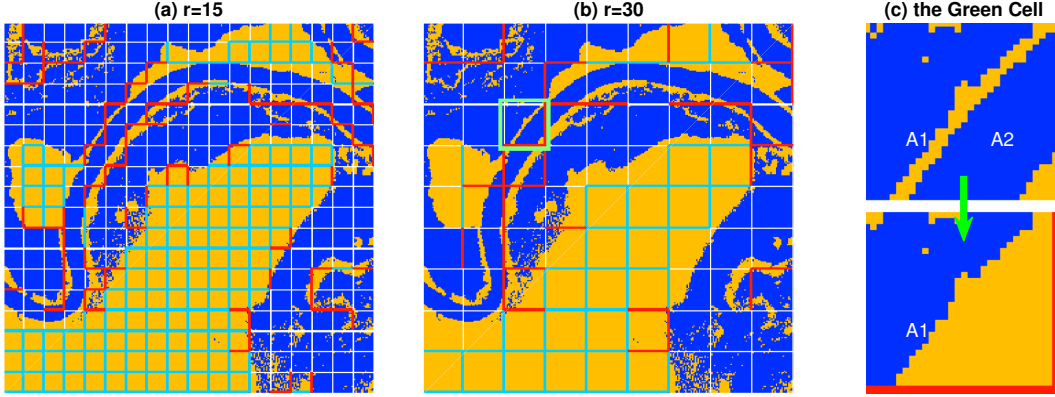 (a) r=15
(b) r=30
(c) the Green Cell
A1 A2
A1